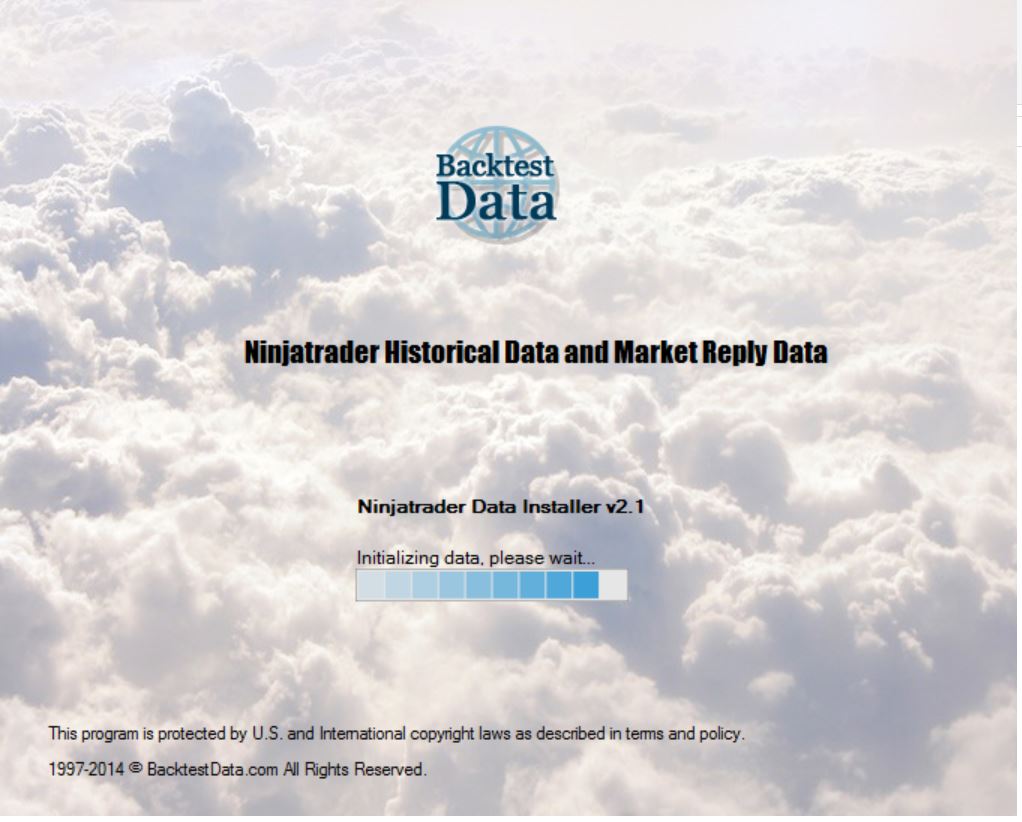 Backtest
Data
Ninjatrader Historical Data and Market Reply Data
Ninjatrader Data Installer v2.1
Initializing data, please wait...
This program is protected by U.S. and International copyright laws as described in terms and policy.
1997-2014 © BacktestData.com All Rights Reserved.